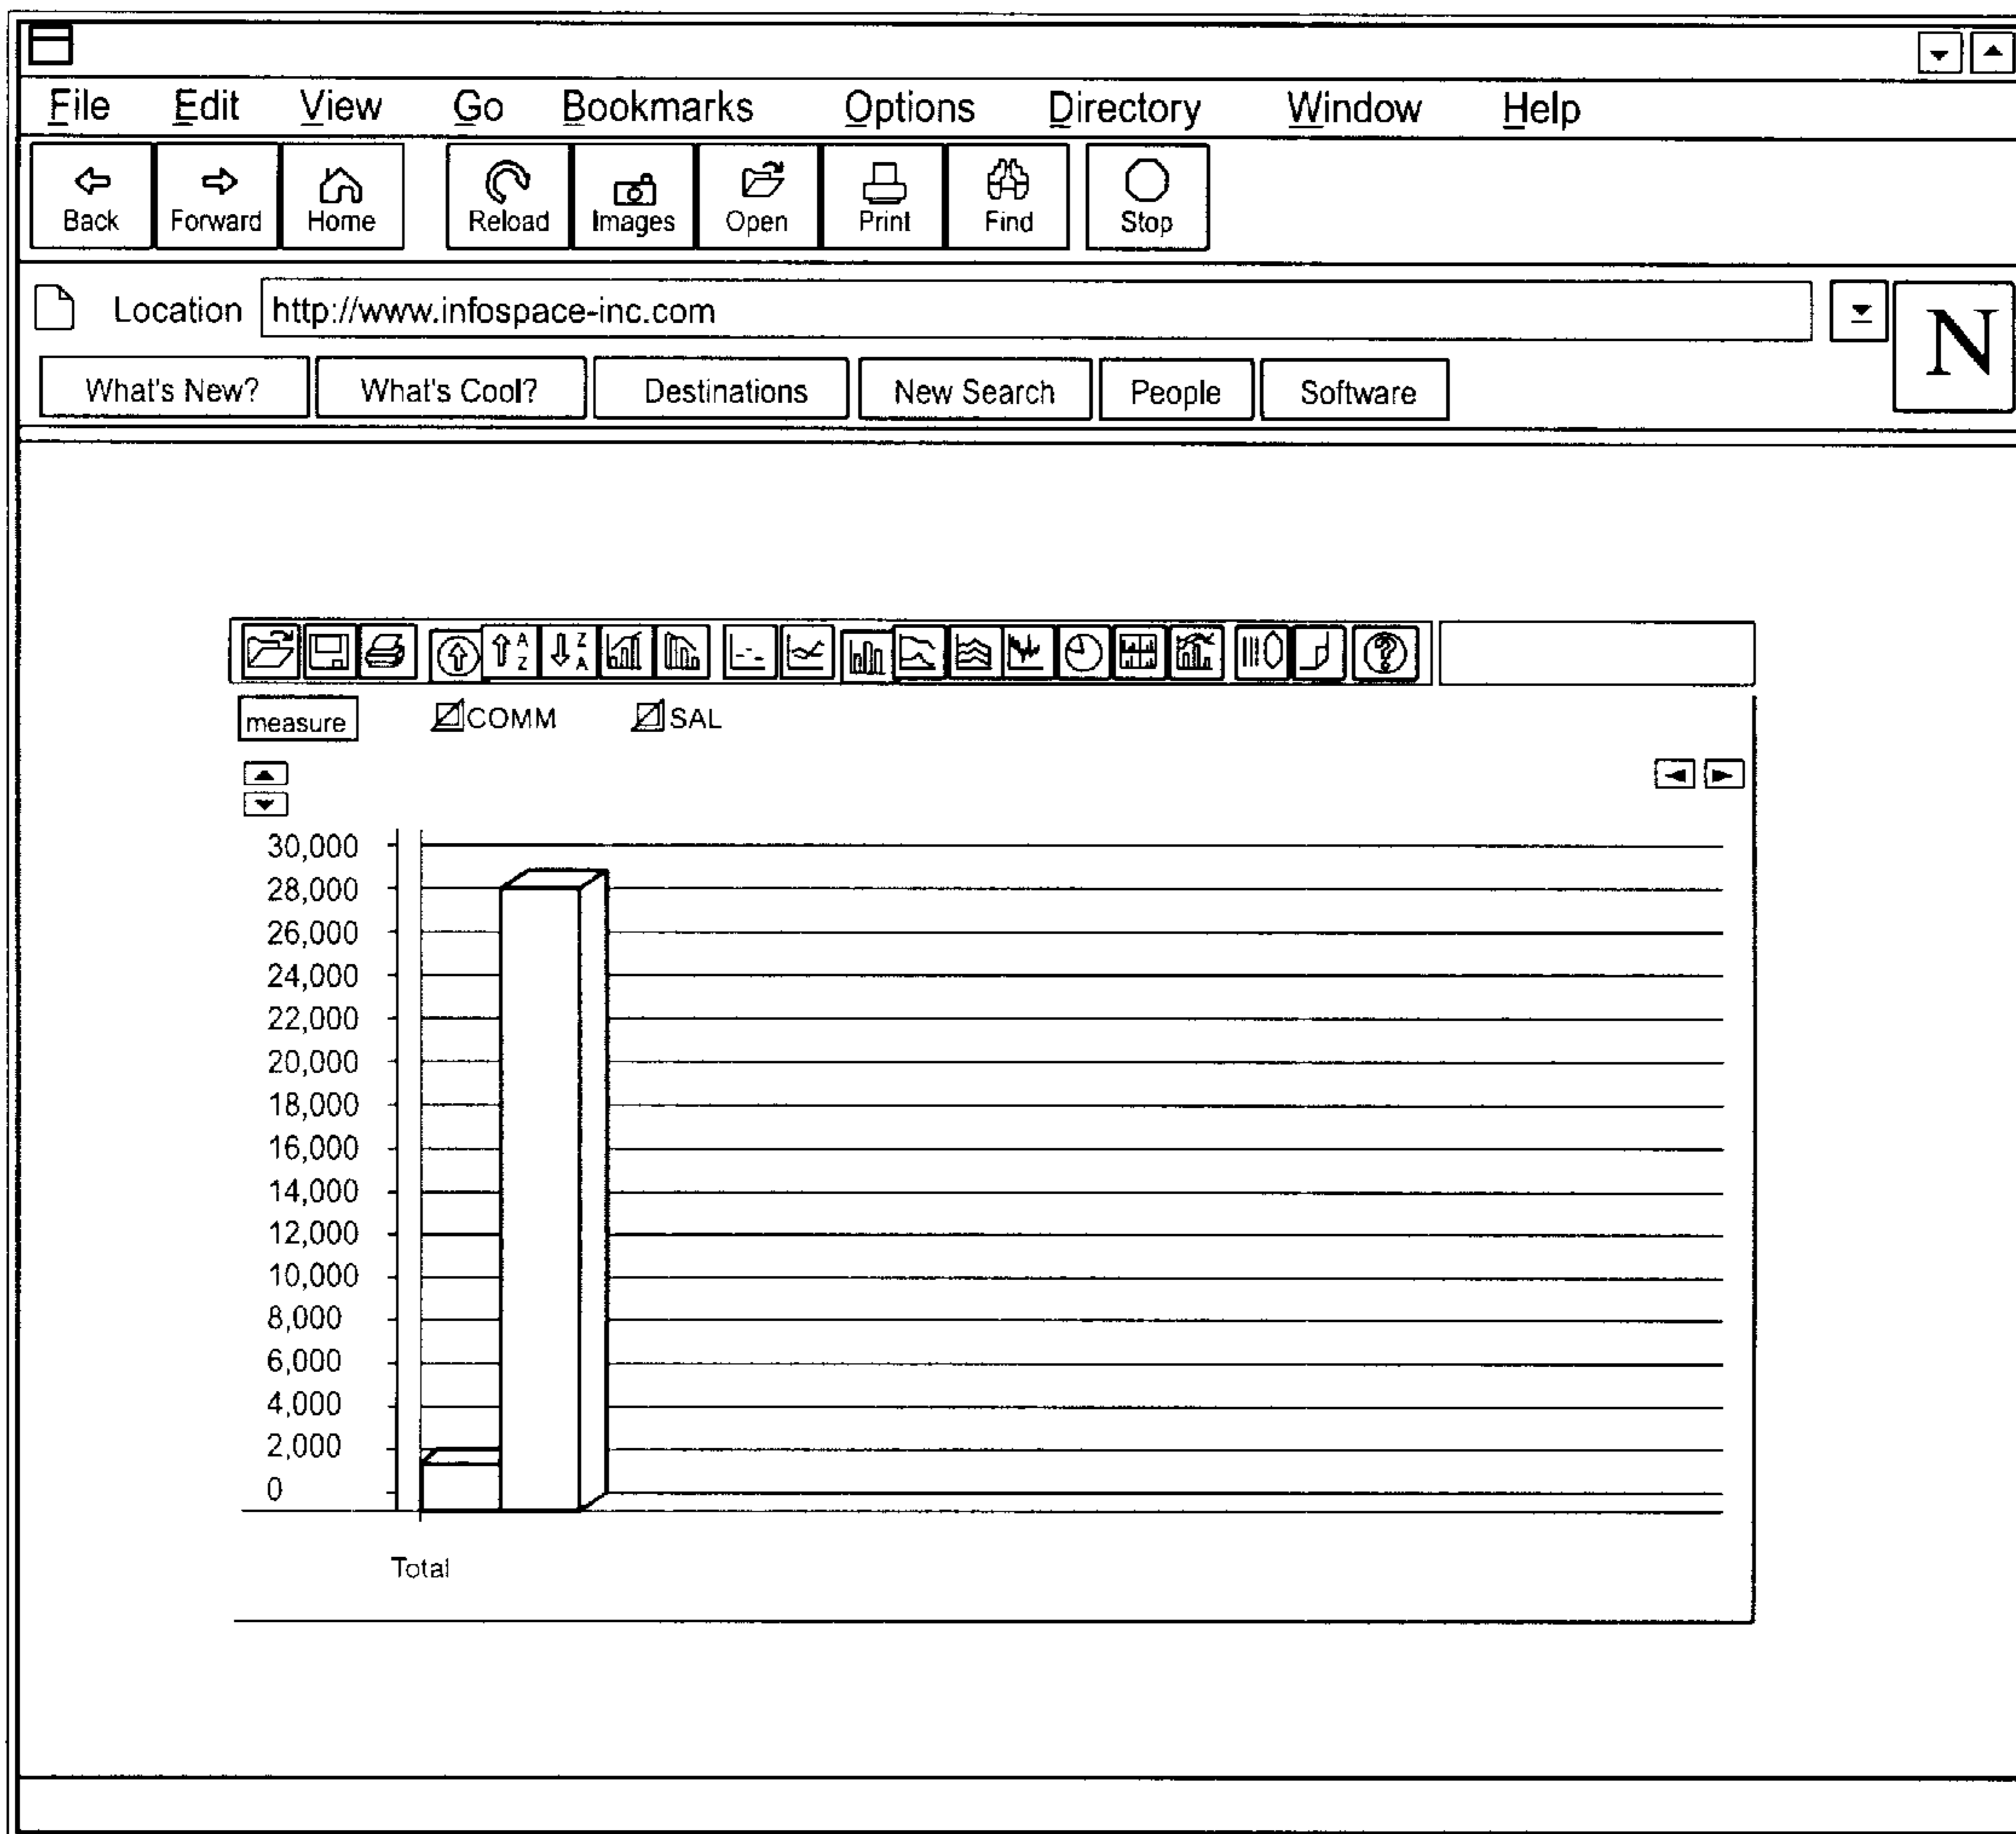 File Edit View Go Bookmarks Options Directory Window Help
Back Forward Home Reload Images Open Print Find Stop
Location http://www.infospace-inc.com
N
What's New? What's Cool? Destinations New Search People Software
A Z Z A
measure COMM SAL
30,000
28,000
26,000
24,000
22,000
20,000
18,000
16,000
14,000
12,000
10,000
8,000
6,000
4,000
2,000
0
Total